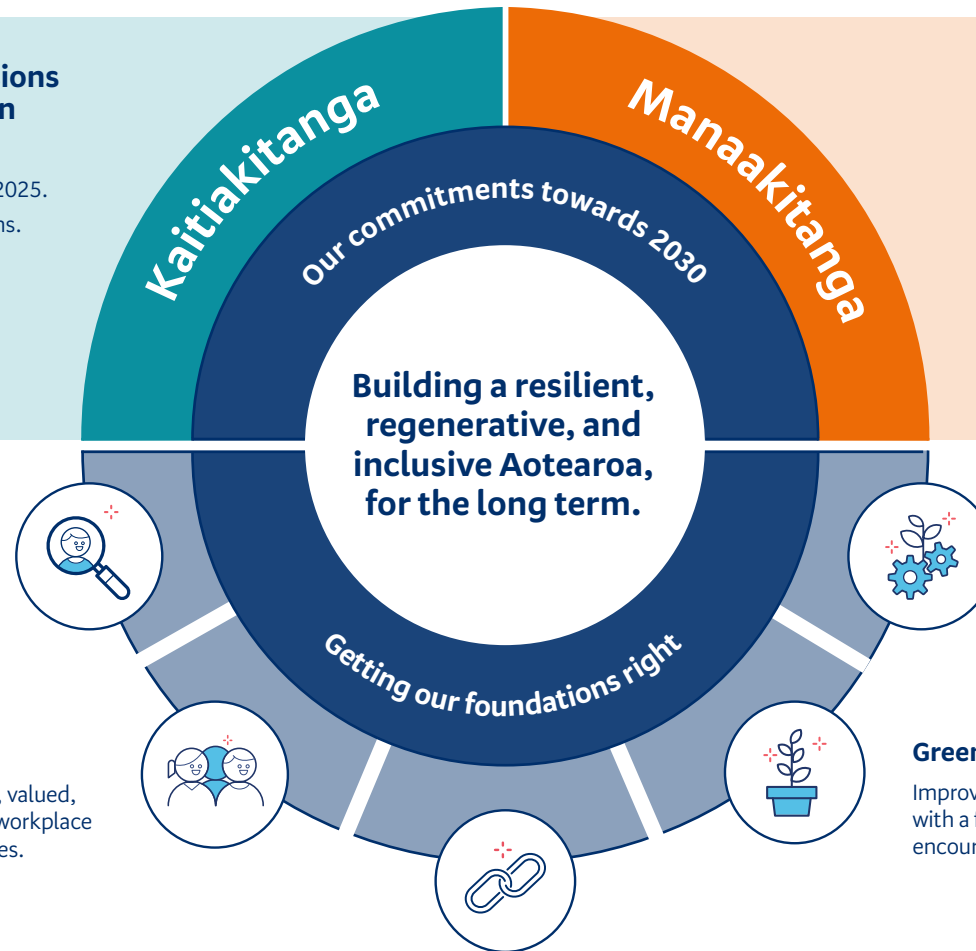 ions
n
2025.
ns.
Kaitiakitanga
Manaakitanga
Our commitments towards 2030
Building a resilient,
regenerative, and
inclusive Aotearoa,
for the long term.
Getting our foundations right
, valued,
workplace
es.
Green
Improv
with a f
encour